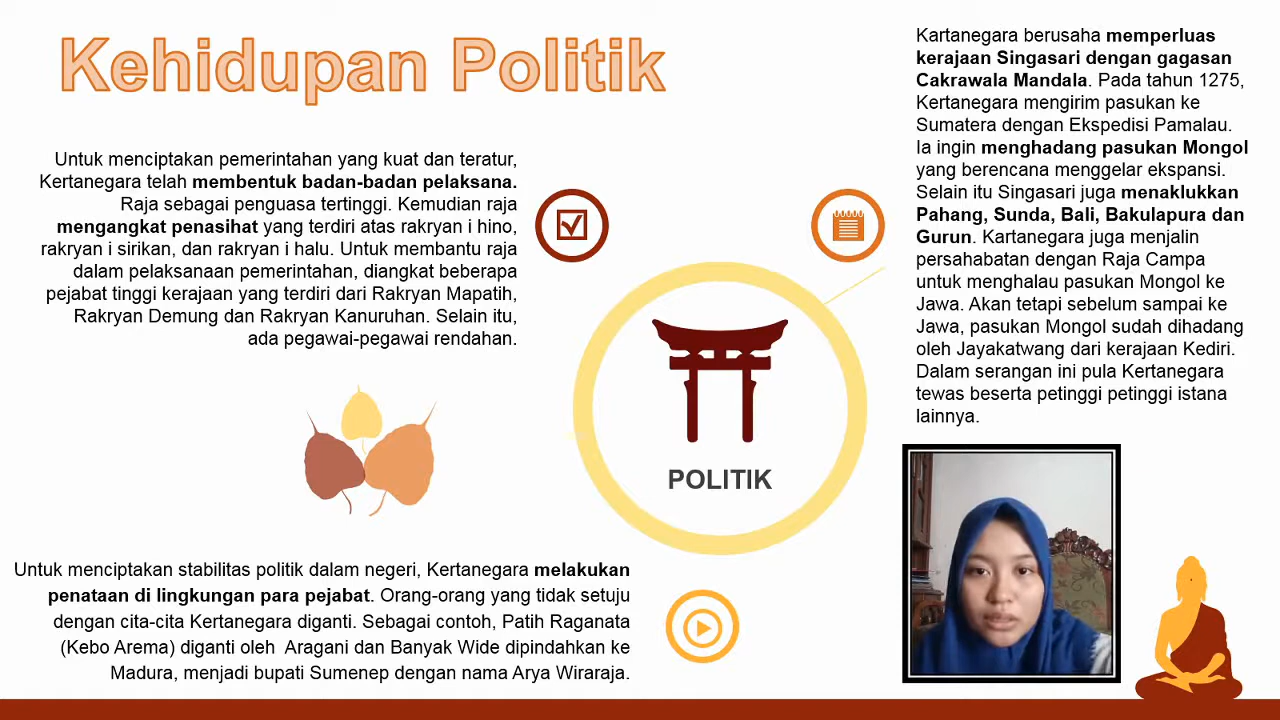 Kehidupan Politik
Untuk menciptakan pemerintahan yang kuat dan teratur,
Kertanegara telah membentuk badan-badan pelaksana.
Raja sebagai penguasa tertinggi. Kemudian raja
mengangkat penasihat yang terdiri atas rakryan i hino,
rakryan i sirikan, dan rakryan i halu. Untuk membantu raja
dalam pelaksanaan pemerintahan, diangkat beberapa
pejabat tinggi kerajaan yang terdiri dari Rakryan Mapatih,
Rakryan Demung dan Rakryan Kanuruhan. Selain itu,
ada pegawai-pegawai rendahan.
POLITIK
Untuk menciptakan stabilitas politik dalam negeri, Kertanegara melakukan
penataan di lingkungan para pejabat. Orang-orang yang tidak setuju
dengan cita-cita Kertanegara diganti. Sebagai contoh, Patih Raganata
(Kebo Arema) diganti oleh Aragani dan Banyak Wide dipindahkan ke
Madura, menjadi bupati Sumenep dengan nama Arya Wiraraja.
Kartanegara berusaha memperluas
kerajaan Singasari dengan gagasan
Cakrawala Mandala. Pada tahun 1275,
Kertanegara mengirim pasukan ke
Sumatera dengan Ekspedisi Pamalau.
Ia ingin menghadang pasukan Mongol
yang berencana menggelar ekspansi.
Selain itu Singasari juga menaklukkan
Pahang, Sunda, Bali, Bakulapura dan
Gurun. Kartanegara juga menjalin
persahabatan dengan Raja Campa
untuk menghalau pasukan Mongol ke
Jawa. Akan tetapi sebelum sampai ke
Jawa, pasukan Mongol sudah dihadang
oleh Jayakatwang dari kerajaan Kediri.
Dalam serangan ini pula Kertanegara
tewas beserta petinggi petinggi istana
lainnya.